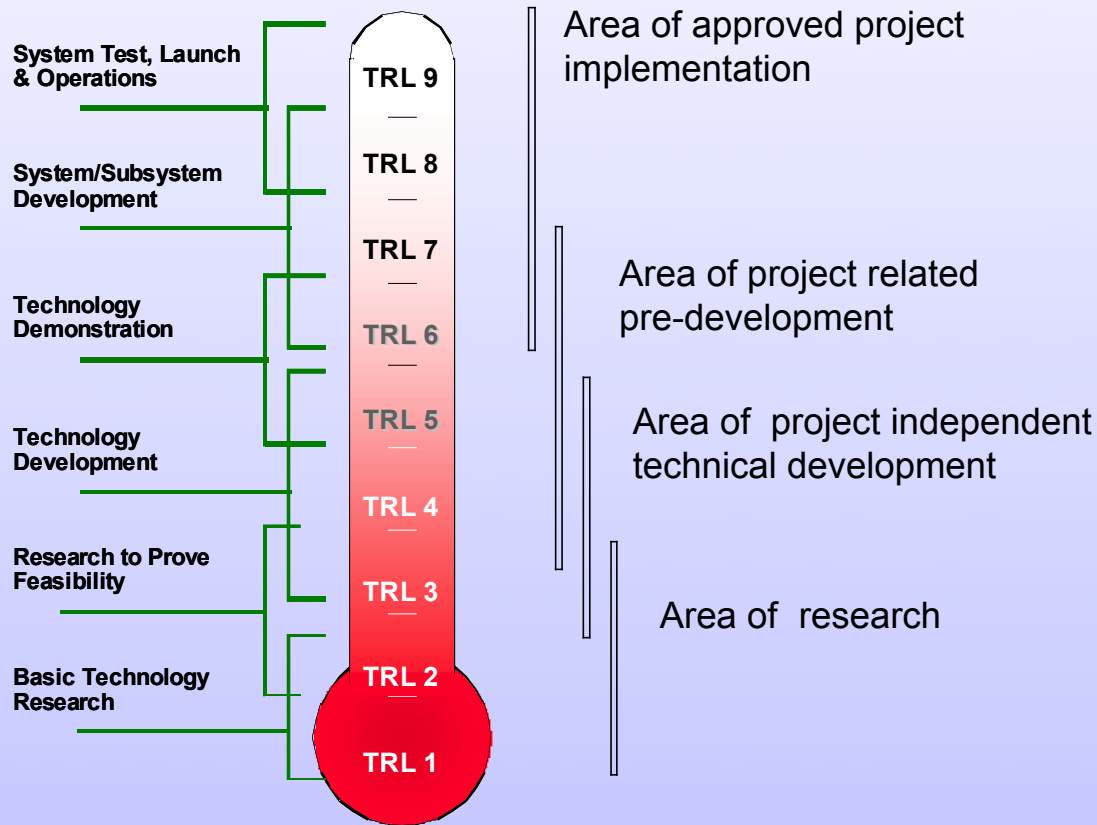 System Test, Launch
& Operations
System/Subsystem
Development
Technology
Demonstration
Technology
Development
Research to Prove
Feasibility
Basic Technology
Research
TRL 9
TRL 8
TRL 7
TRL 6
TRL 5
TRL 4
TRL 3
TRL 2
TRL 1
Area of approved project
implementation
Area of project related
pre-development
Area of project independent
technical development
Area of research